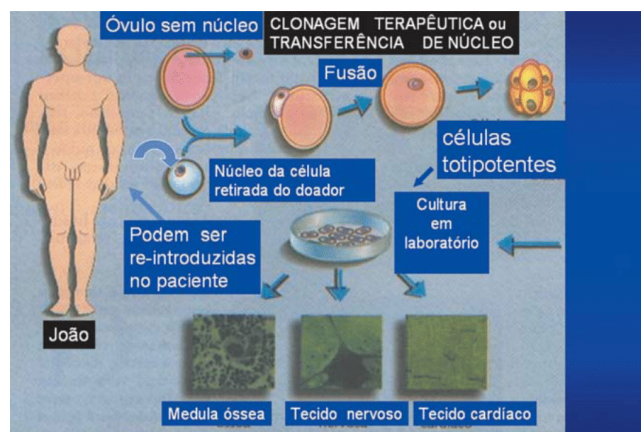 Óvulo sem núcleo
CLONAGEM TERAPÊUTICA ou
TRANSFERÊNCIA DE NÚCLEO
Fusão
células
totipotentes
Núcleo da célula
retirada do doador
Cultura
em
laboratório
Podem ser
re-introduzidas
no paciente
João
Medula óssea
Tecido nervoso
Tecido cardíaco